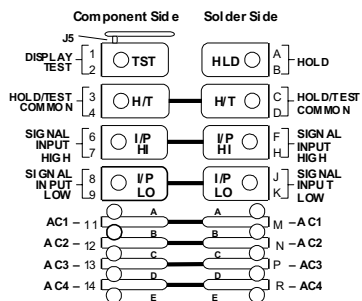 Component Side Solder Side
J5
DISPLAY TEST 1 2 TST HLD A B HOLD
HOLD/TEST COMMON 3 4 H/T H/T C D HOLD/TEST COMMON
SIGNAL INPUT HIGH 6 7 I/P HI I/P HI F H SIGNAL INPUT HIGH
SIGNAL INPUT LOW 8 9 I/P LO I/P LO J K SIGNAL INPUT LOW
A A
AC1 11 M AC1
B B
AC2 12 N AC2
C C
AC3 13 P AC3
D D
AC4 14 R AC4
E E